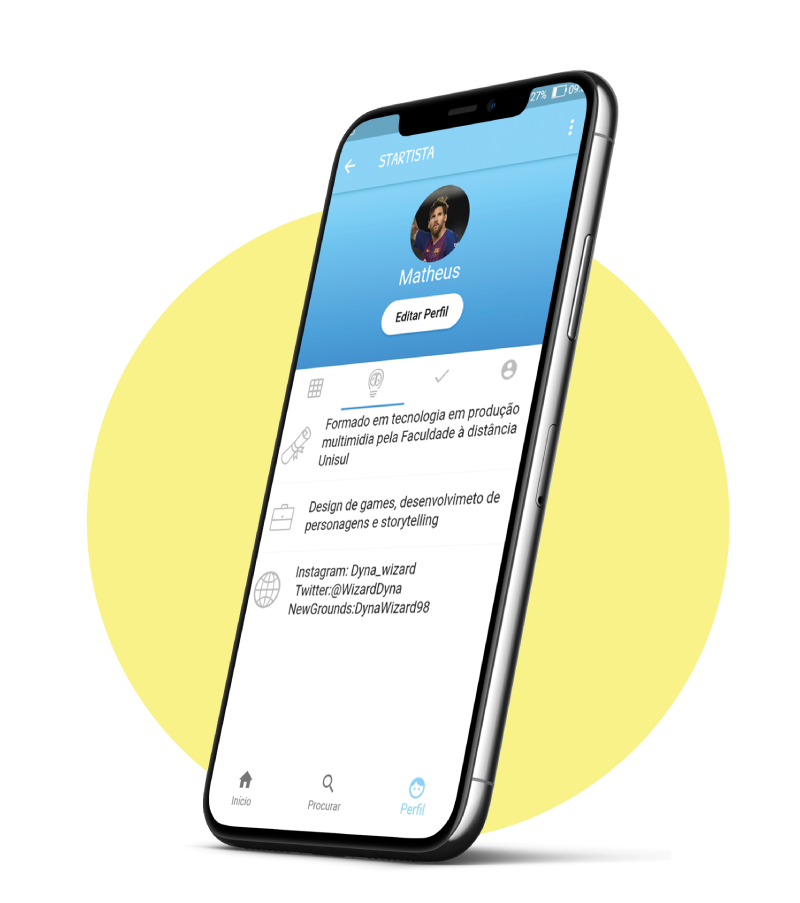 27% 09:
STARTISTA
Matheus
Editar Perfil
Formado em tecnologia em produção
multimidia pela Faculdade à distância
Unisul
Design de games, desenvolvimeto de
personagens e storytelling
Instagram: Dyna_wizard
Twitter:@WizardDyna
NewGrounds:DynaWizard98
Início
Procurar
Perfil